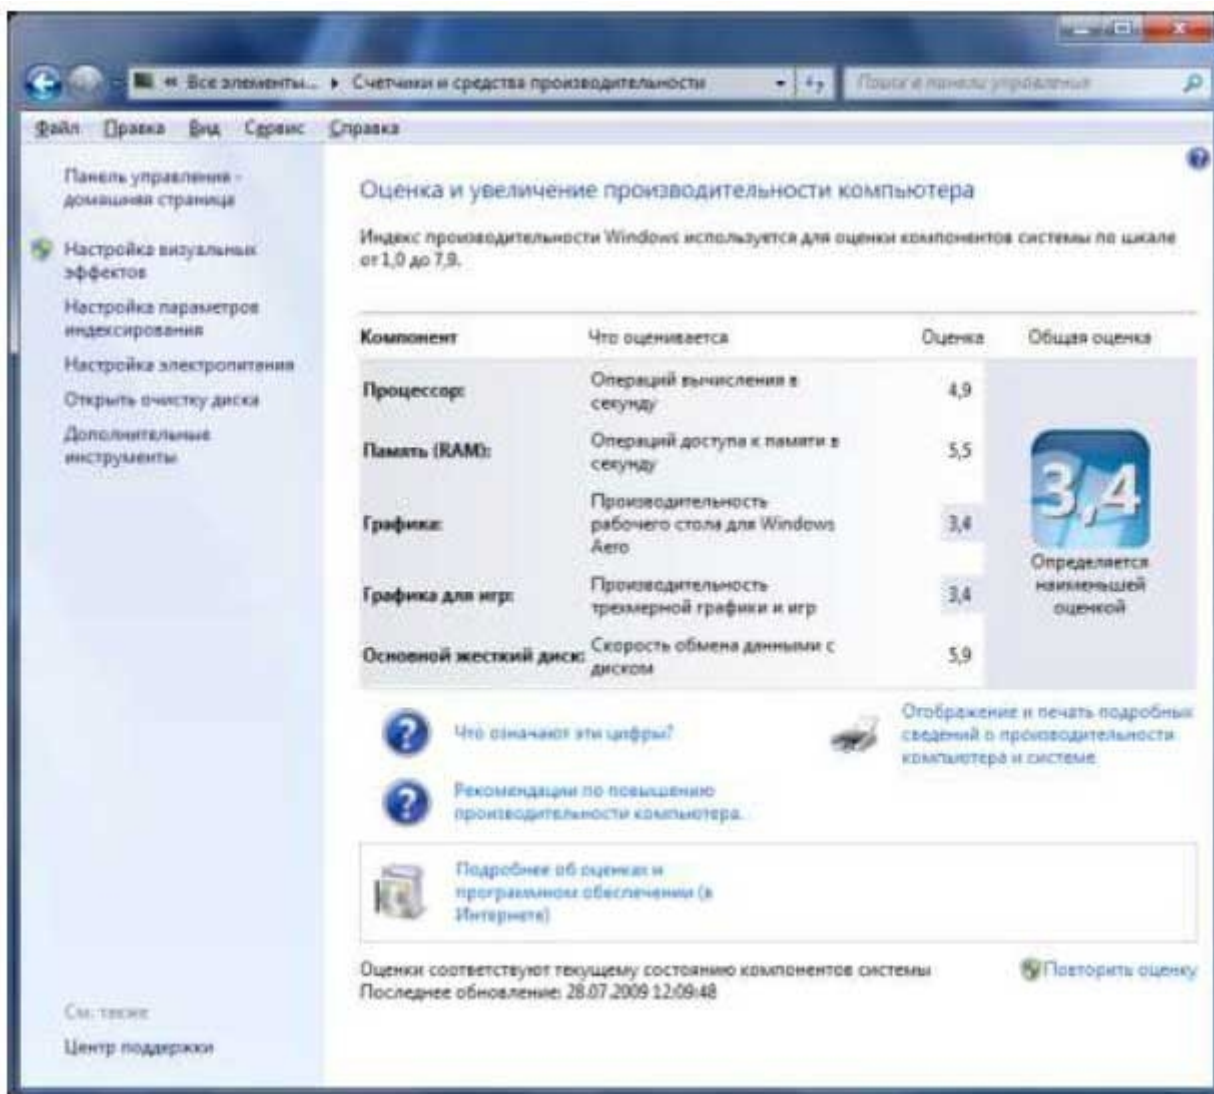 « Все элементы... ▸ Счетчики и средства производительности
Поиск в панели управления
Файл Правка Вид Сервис Справка
Панель управления -
домашняя страница
Настройка визуальных
эффектов
Настройка параметров
индексирования
Настройка электропитания
Открыть очистку диска
Дополнительные
инструменты
См. также
Центр поддержки
Оценка и увеличение производительности компьютера
Индекс производительности Windows используется для оценки компонентов системы по шкале
от 1,0 до 7,9.
Компонент Что оценивается Оценка Общая оценка
Процессор: Операций вычисления в
секунду 4,9
Память (RAM): Операций доступа к памяти в
секунду 5,5
Графика: Производительность
рабочего стола для Windows
Aero 3,4
Графика для игр: Производительность
трехмерной графики и игр 3,4
Основной жесткий диск: Скорость обмена данными с
диском 5,9
3,4
Определяется
наименьшей
оценкой
Что означают эти цифры?
Отображение и печать подробных
сведений о производительности
компьютера и системе
Рекомендации по повышению
производительности компьютера.
Подробнее об оценках и
программном обеспечении (в
Интернете)
Оценки соответствуют текущему состоянию компонентов системы
Последнее обновление: 28.07.2009 12:09:48
Повторить оценку